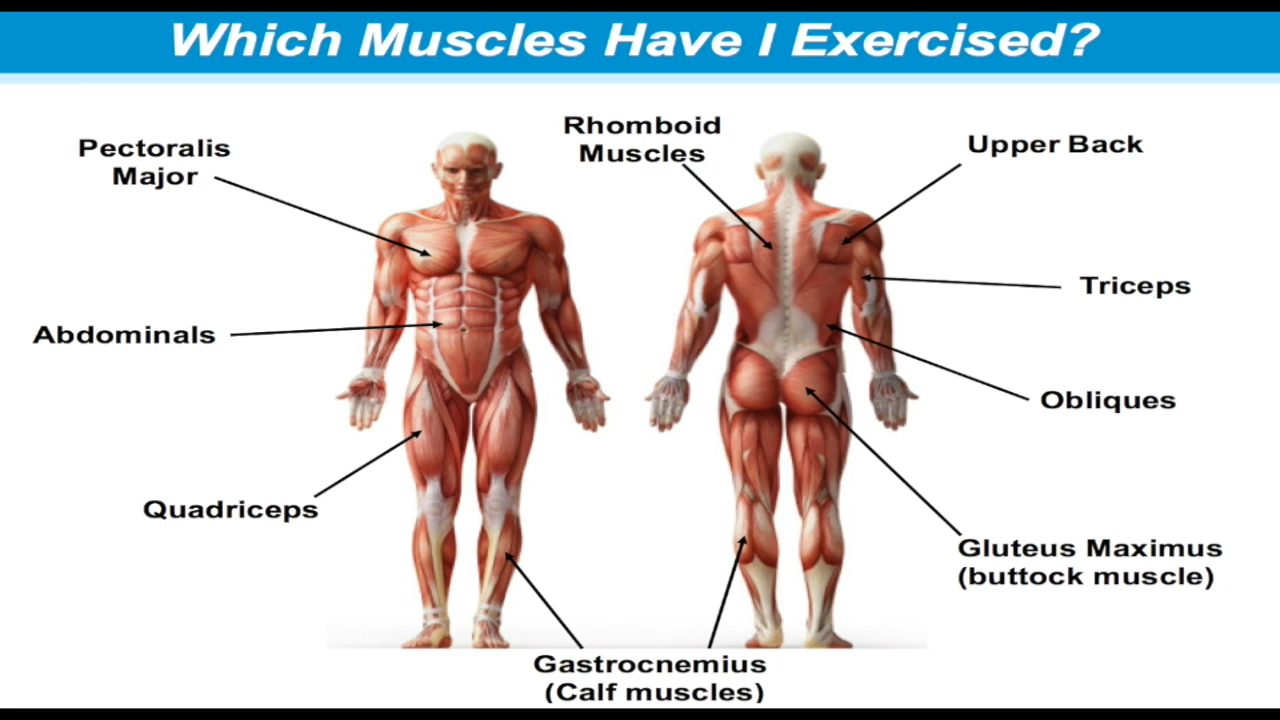 Which Muscles Have I Exercised?
Pectoralis
Major
Rhomboid
Muscles
Upper Back
Triceps
Abdominals
Obliques
Quadriceps
Gluteus Maximus
(buttock muscle)
Gastrocnemius
(Calf muscles)